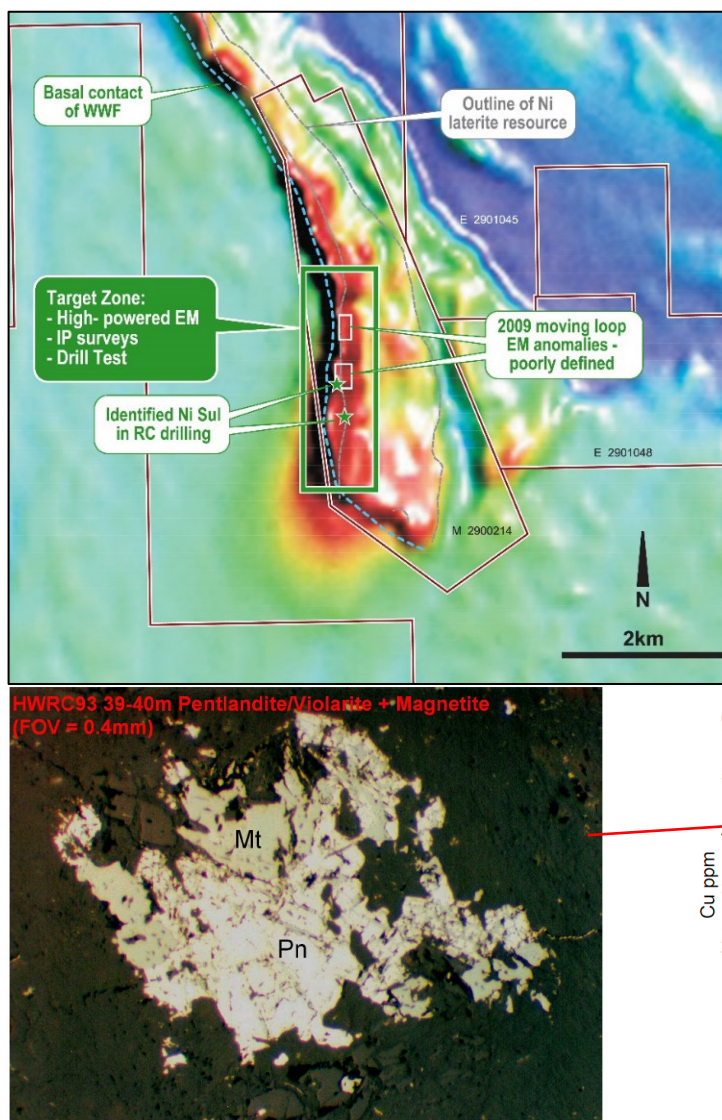 Basal contact
of WWF
Outline of Ni
laterite resource
E 2901045
Target Zone:
- High- powered EM
- IP surveys
- Drill Test
2009 moving loop
EM anomalies -
poorly defined
Identified Ni Sul
in RC drilling
E 2901048
M 2900214
N
2km
HWRC93 39-40m Pentlandite/Violarite + Magnetite
(FOV = 0.4mm)
Mt
Pn
Cu ppm